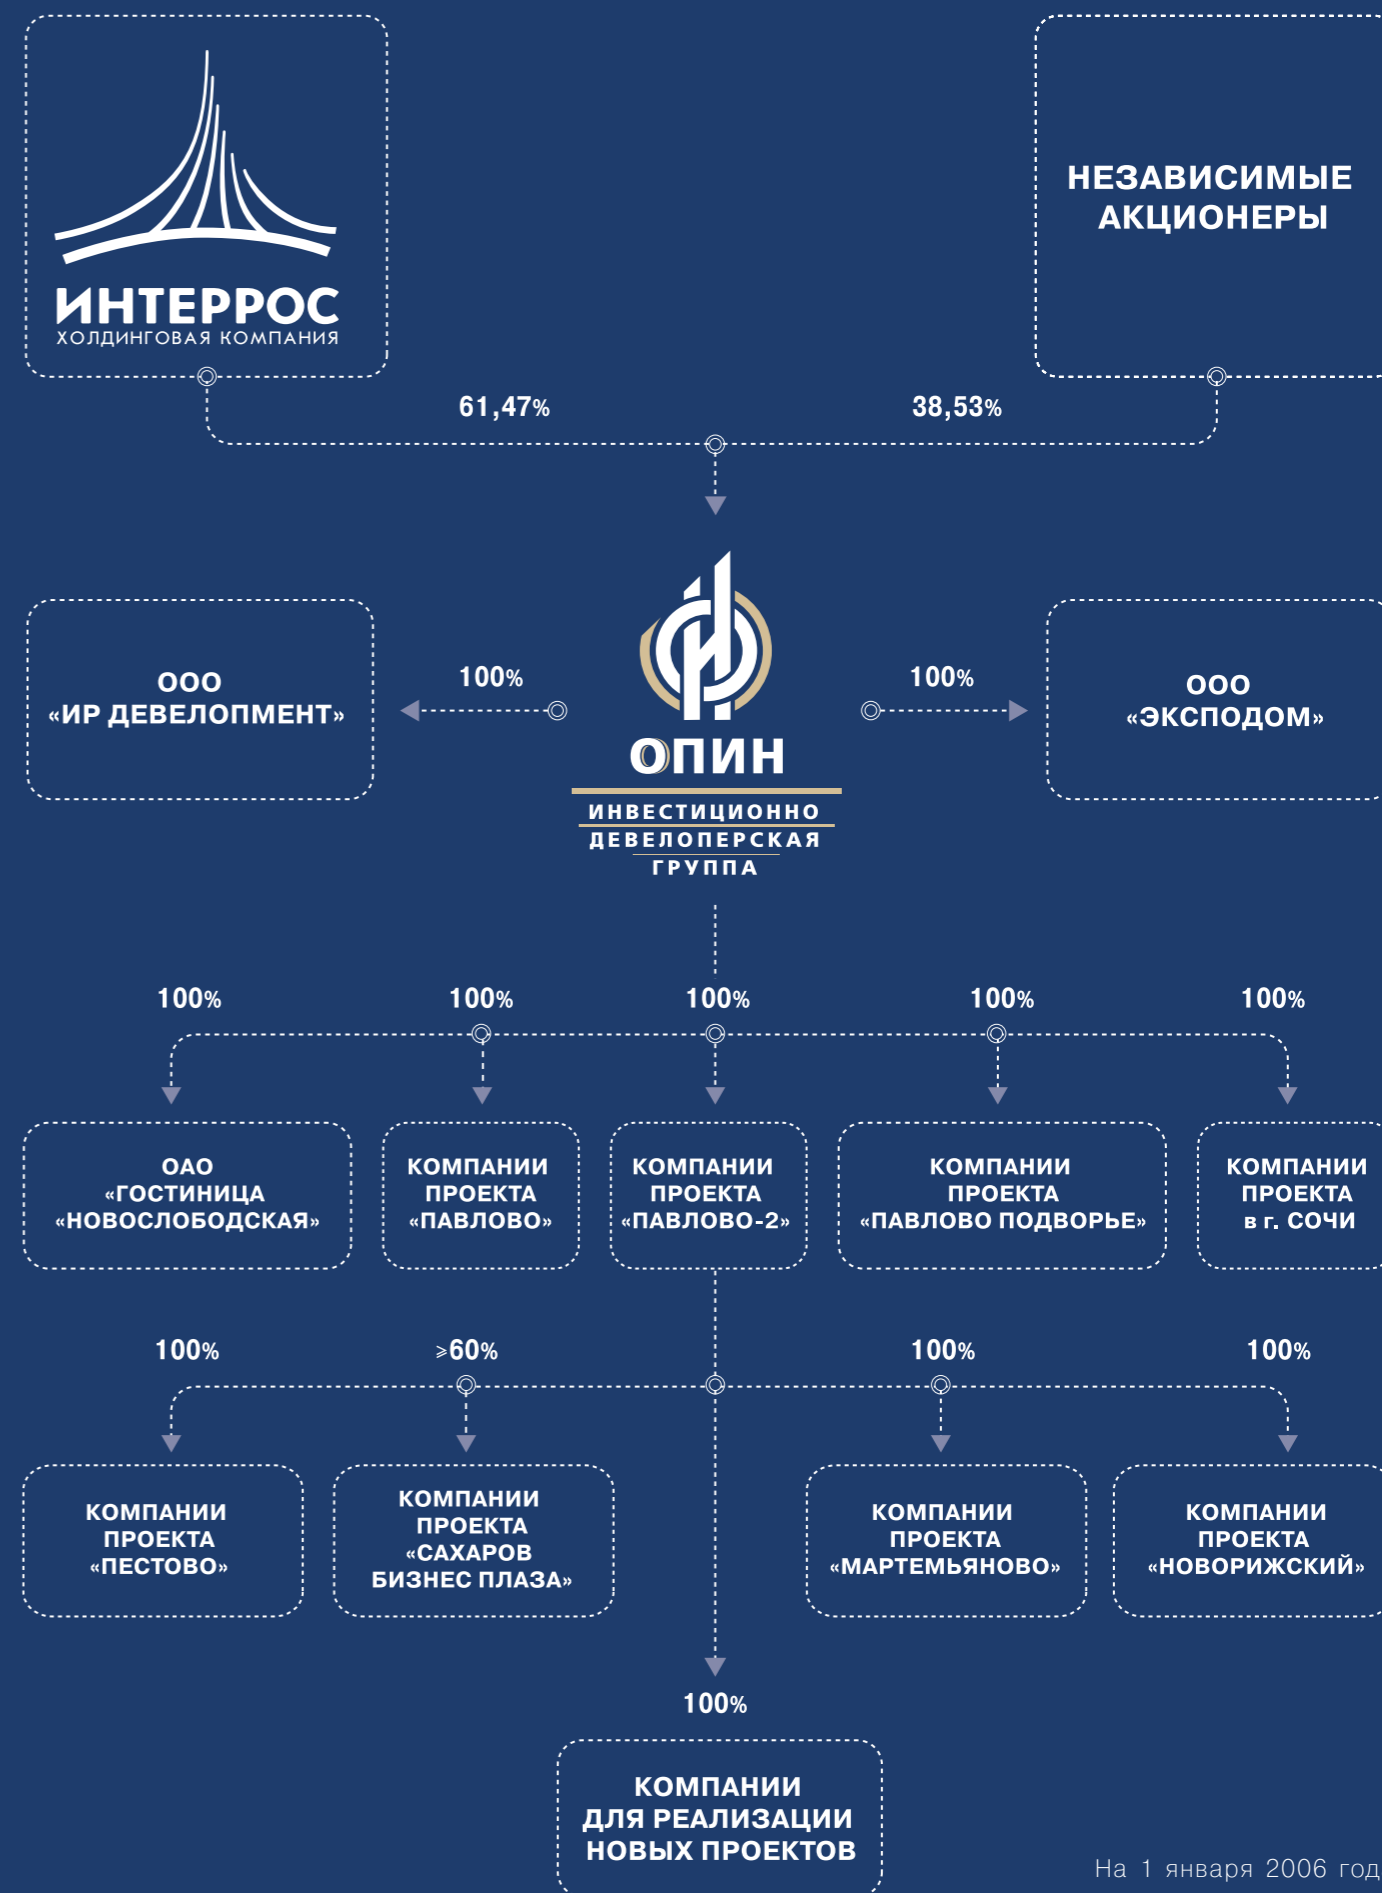 ИНТЕРРОС
ХОЛДИНГОВАЯ КОМПАНИЯ
НЕЗАВИСИМЫЕ
АКЦИОНЕРЫ
61,47%
38,53%
ООО
«ИР ДЕВЕЛОПМЕНТ»
100%
ОПИН
ИНВЕСТИЦИОННО
ДЕВЕЛОПЕРСКАЯ
ГРУППА
100%
ООО
«ЭКСПОДОМ»
100%
100%
100%
100%
100%
ОАО
«ГОСТИНИЦА
«НОВОСЛОБОДСКАЯ»
КОМПАНИИ
ПРОЕКТА
«ПАВЛОВО»
КОМПАНИИ
ПРОЕКТА
«ПАВЛОВО-2»
КОМПАНИИ
ПРОЕКТА
«ПАВЛОВО ПОДВОРЬЕ»
КОМПАНИИ
ПРОЕКТА
в г. СОЧИ
100%
⩾60%
100%
100%
КОМПАНИИ
ПРОЕКТА
«ПЕСТОВО»
КОМПАНИИ
ПРОЕКТА
«САХАРОВ
БИЗНЕС ПЛАЗА»
КОМПАНИИ
ПРОЕКТА
«МАРТЕМЬЯНОВО»
КОМПАНИИ
ПРОЕКТА
«НОВОРИЖСКИЙ»
100%
КОМПАНИИ
ДЛЯ РЕАЛИЗАЦИИ
НОВЫХ ПРОЕКТОВ
На 1 января 2006 год